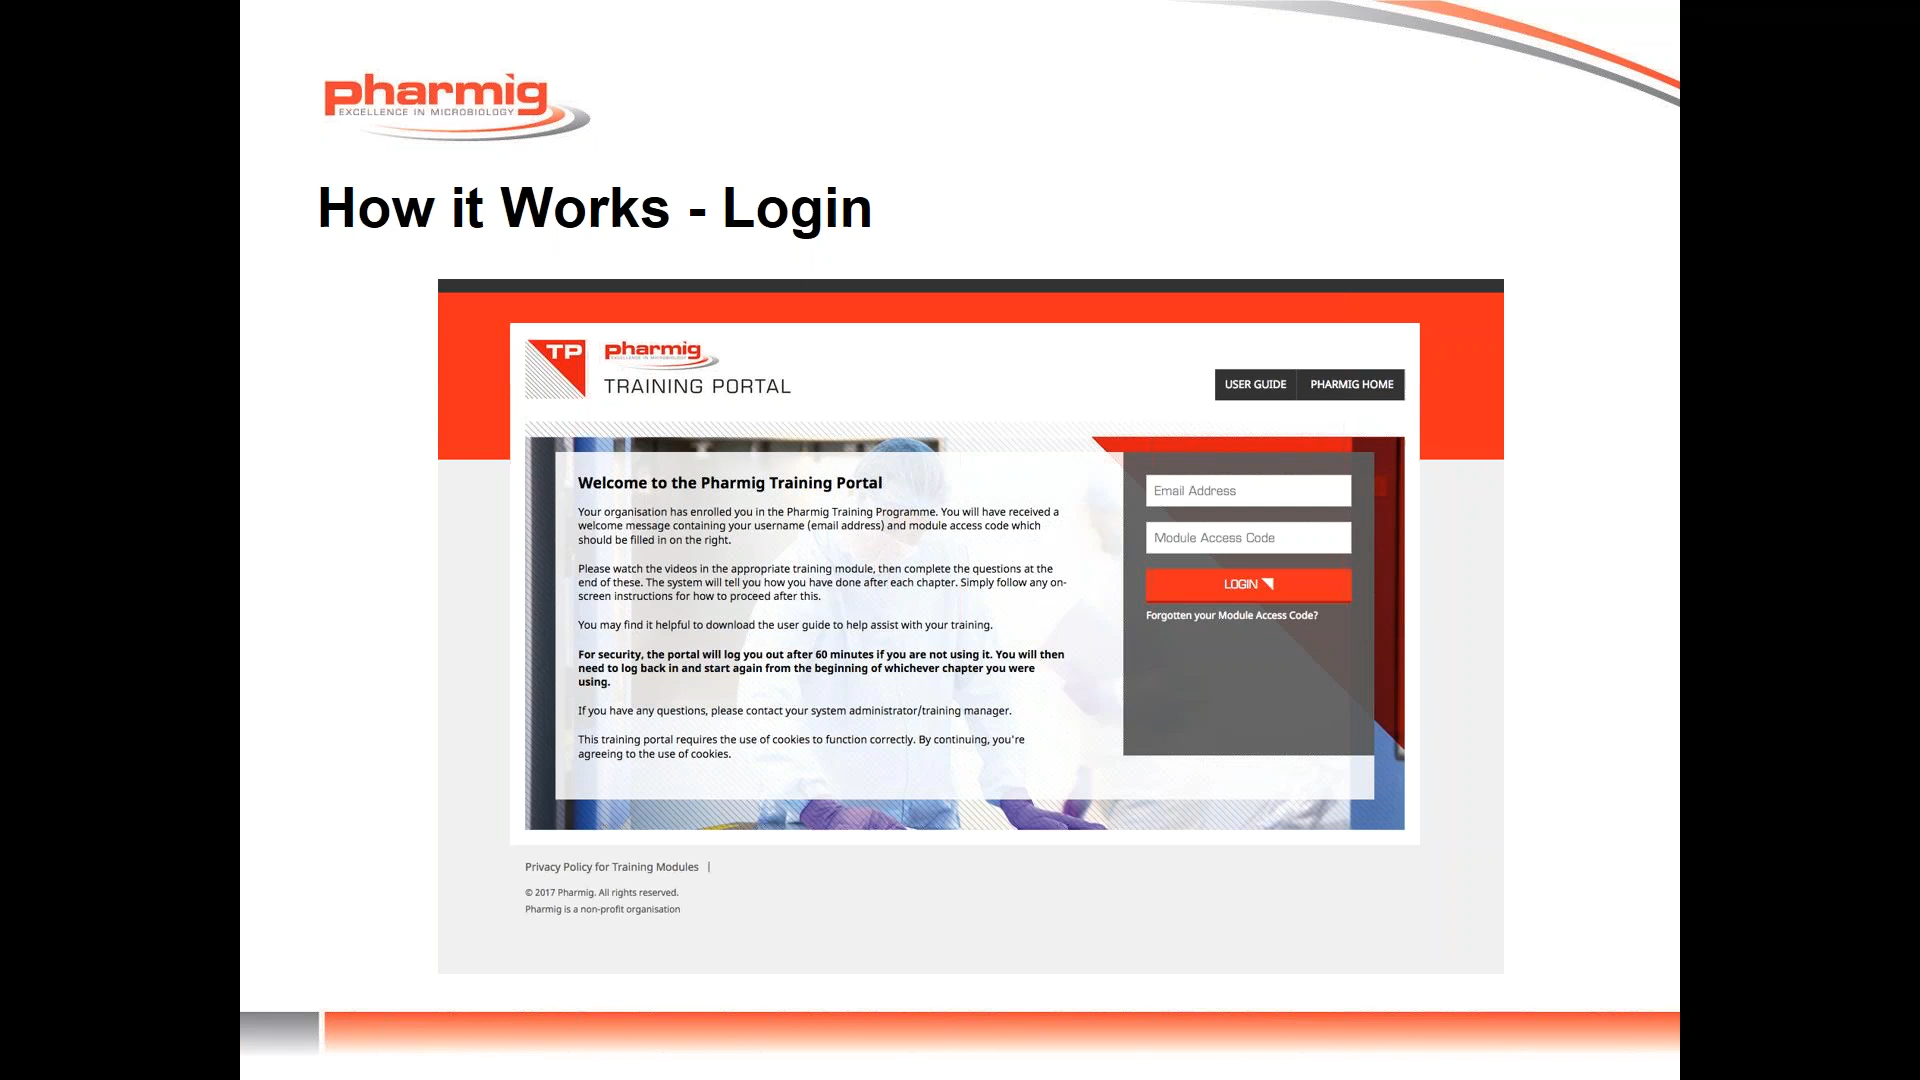 pharmig
EXCELLENCE IN MICROBIOLOGY
How it Works - Login
TP
pharmig
EXCELLENCE IN MICROBIOLOGY
TRAINING PORTAL
USER GUIDE
PHARMIG HOME
Welcome to the Pharmig Training Portal
Your organisation has enrolled you in the Pharmig Training Programme. You will have received a
welcome message containing your username (email address) and module access code which
should be filled in on the right.
Please watch the videos in the appropriate training module, then complete the questions at the
end of these. The system will tell you how you have done after each chapter. Simply follow any on-
screen instructions for how to proceed after this.
You may find it helpful to download the user guide to help assist with your training.
For security, the portal will log you out after 60 minutes if you are not using it. You will then
need to log back in and start again from the beginning of whichever chapter you were
using.
If you have any questions, please contact your system administrator/training manager.
This training portal requires the use of cookies to function correctly. By continuing, you're
agreeing to the use of cookies.
Email Address
Module Access Code
LOGIN
Forgotten your Module Access Code?
Privacy Policy for Training Modules |
© 2017 Pharmig. All rights reserved.
Pharmig is a non-profit organisation